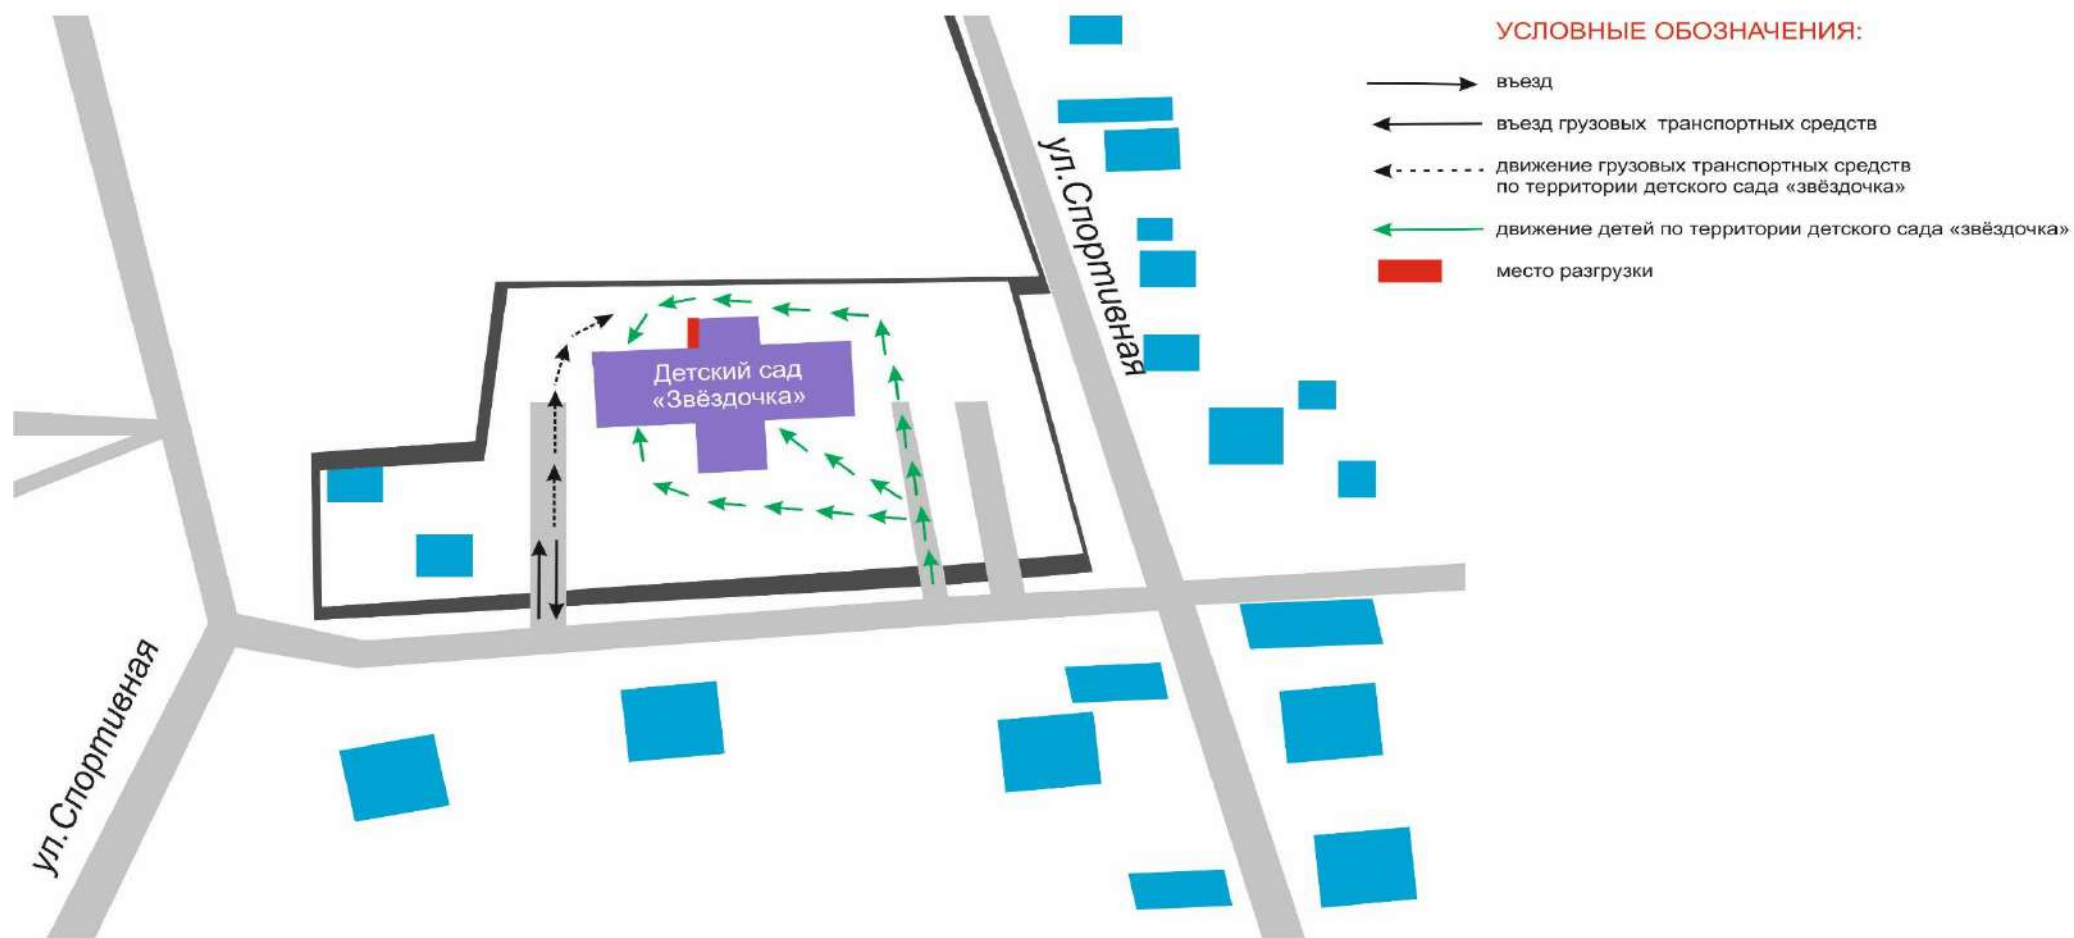 УСЛОВНЫЕ ОБОЗНАЧЕНИЯ:
въезд
въезд грузовых транспортных средств
движение грузовых транспортных средств
по территории детского сада «звёздочка»
движение детей по территории детского сада «звёздочка»
место разгрузки
ул.Спортивная
Детский сад
«Звёздочка»
ул.Спортивная